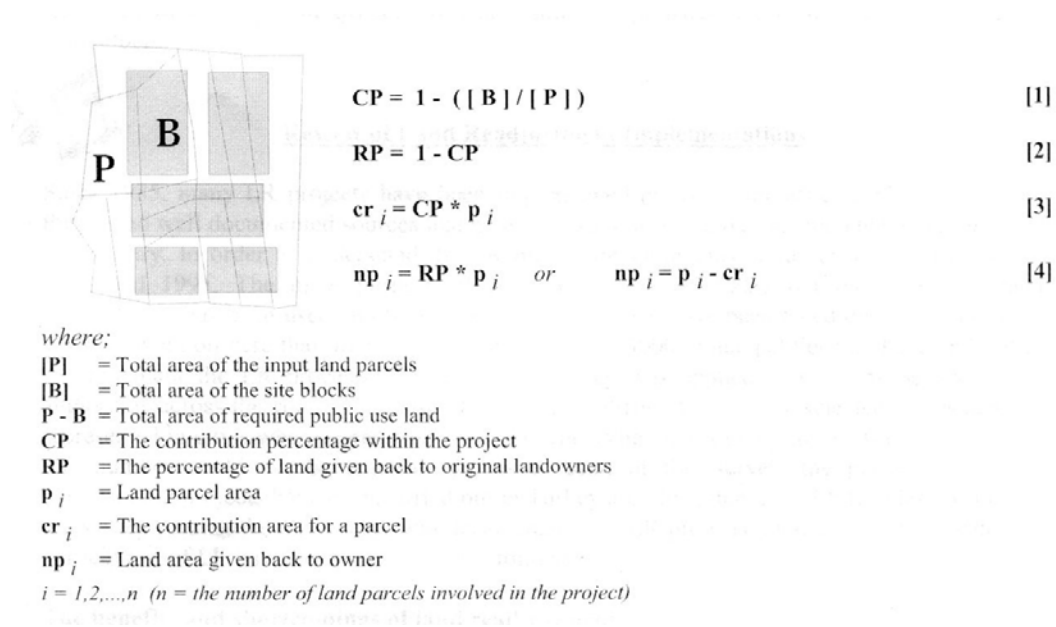 P
B
CP = 1 - ( [ B ] / [ P ] ) [1]
RP = 1 - CP [2]
cr i = CP * p i [3]
np i = RP * p i or np i = p i - cr i [4]
where;
[P] = Total area of the input land parcels
[B] = Total area of the site blocks
P - B = Total area of required public use land
CP = The contribution percentage within the project
RP = The percentage of land given back to original landowners
p i = Land parcel area
cr i = The contribution area for a parcel
np i = Land area given back to owner
i = 1,2,...,n (n = the number of land parcels involved in the project)